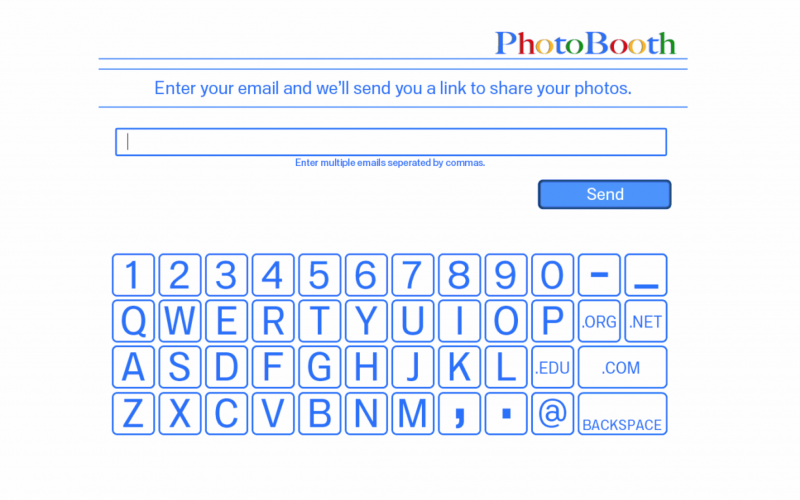 PhotoBooth
Enter your email and we'll send you a link to share your photos.
Enter multiple emails seperated by commas.
Send
1 2 3 4 5 6 7 8 9 0 - _
Q W E R T Y U I O P .ORG .NET
A S D F G H J K L .EDU .COM
Z X C V B N M , . @ BACKSPACE